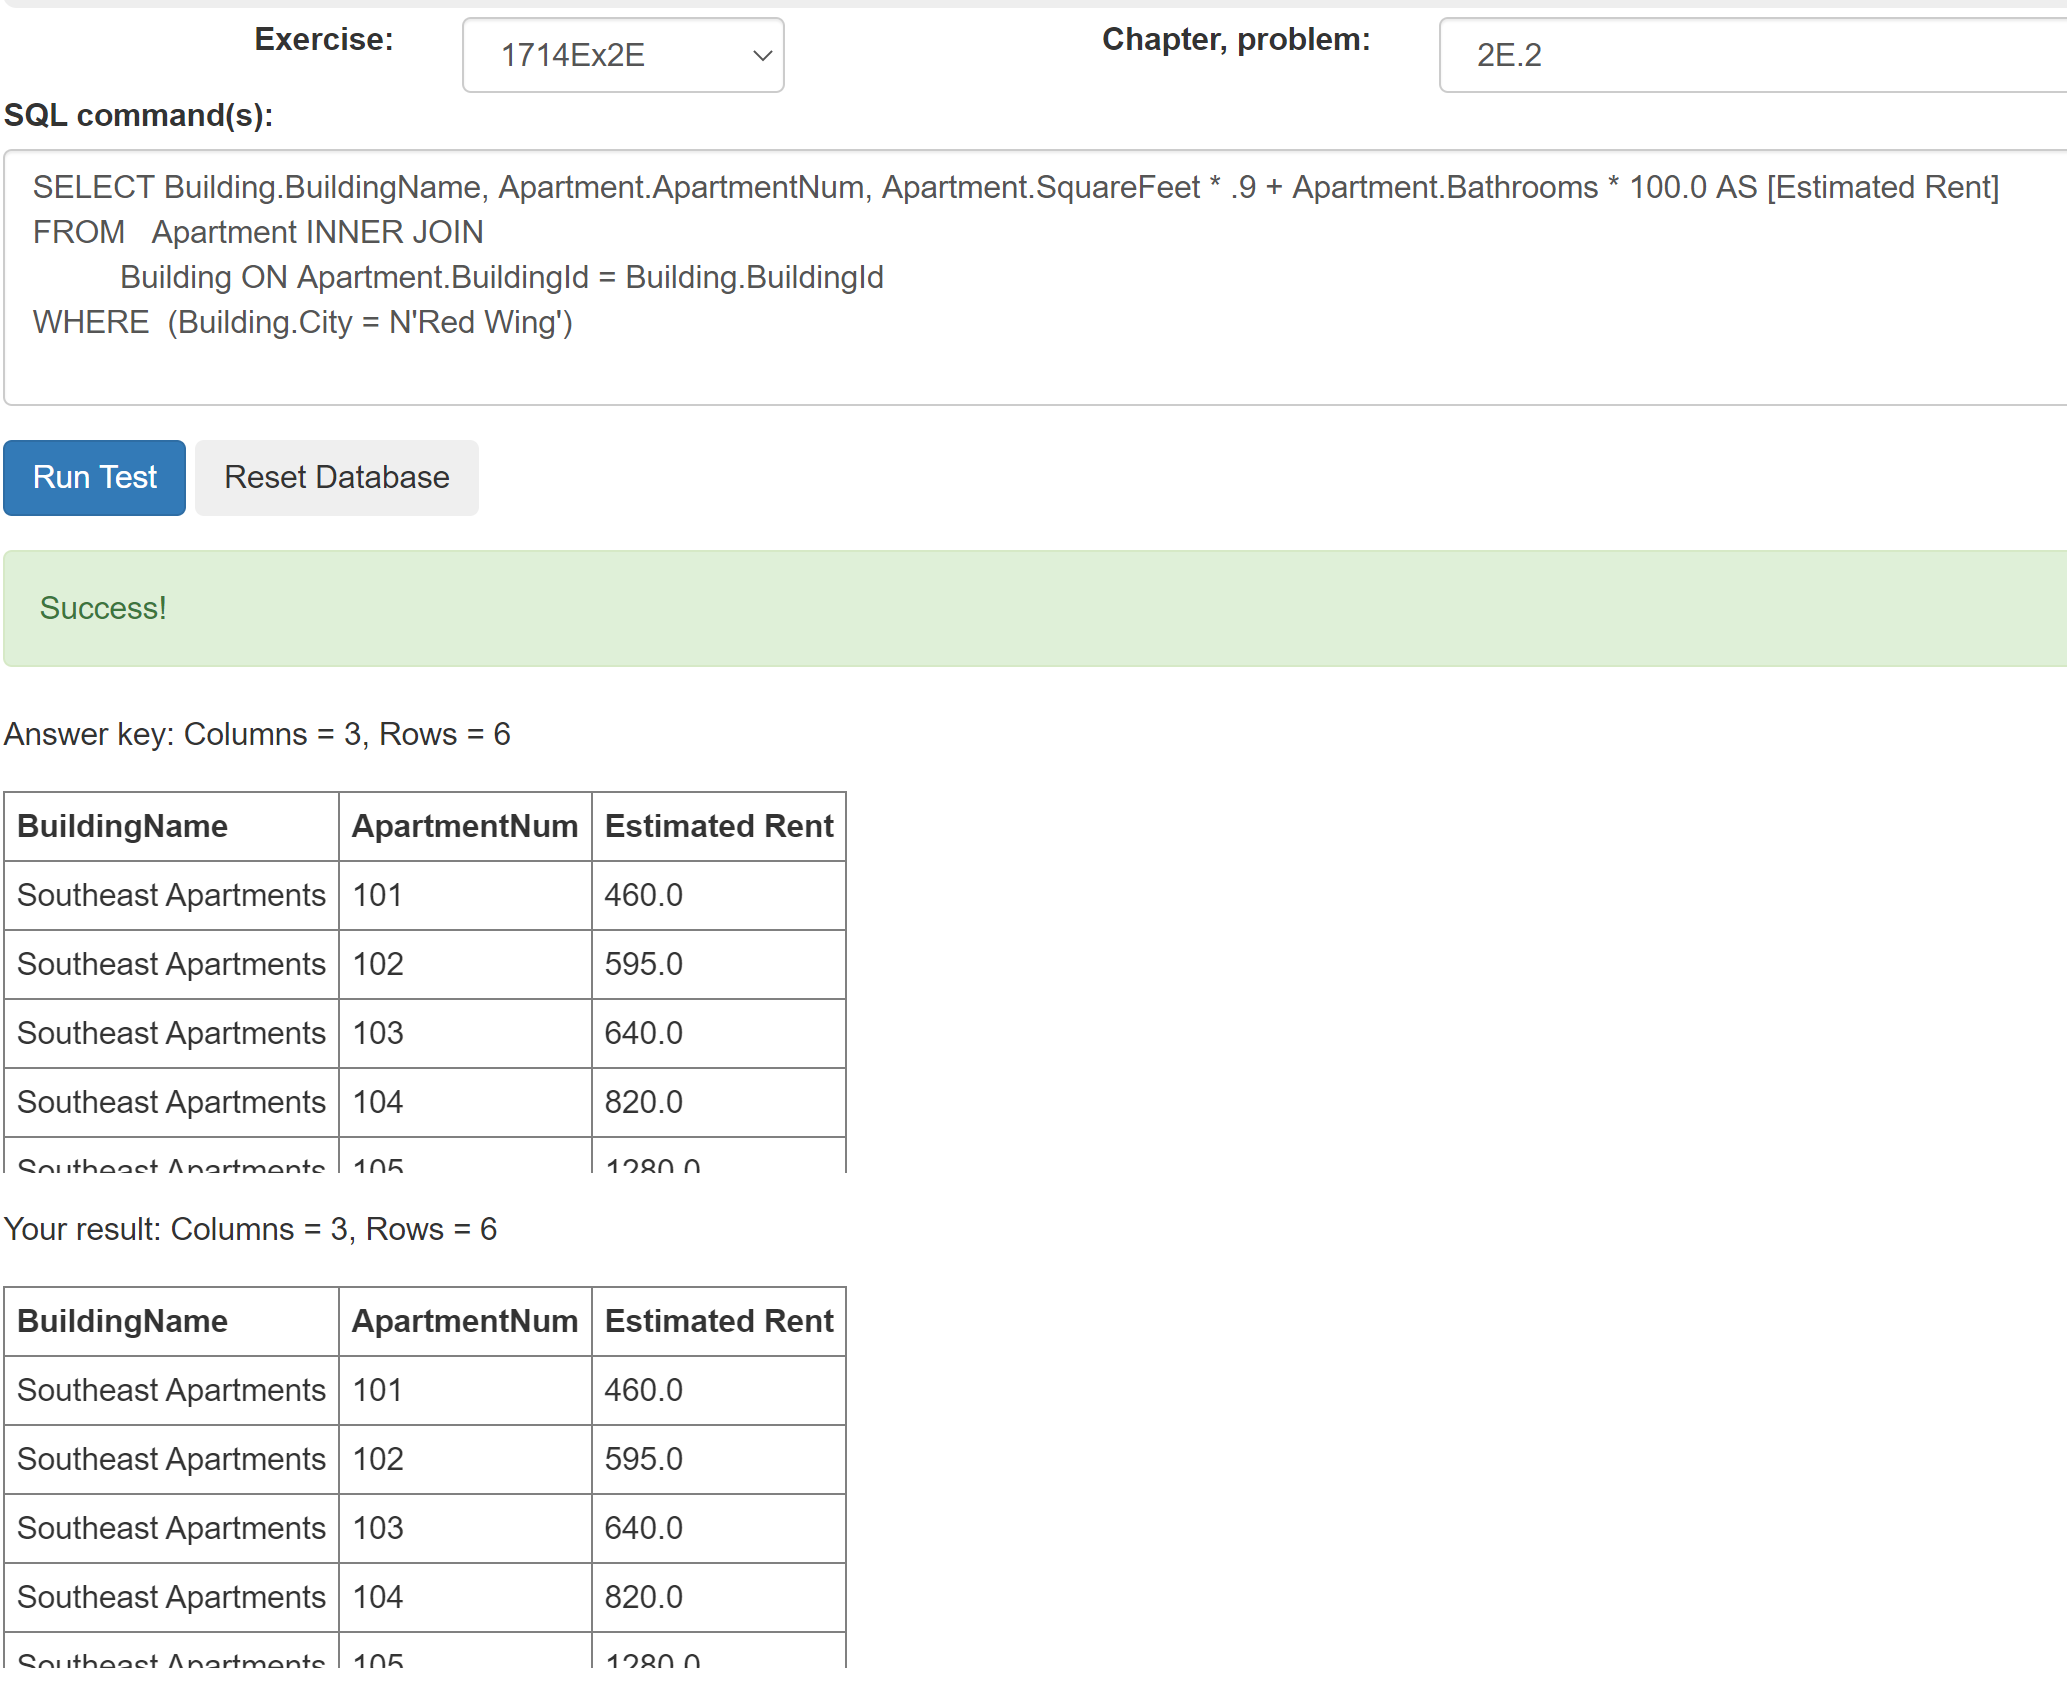 Exercise: 1714Ex2E Chapter, problem: 2E.2
SQL command(s):
SELECT Building.BuildingName, Apartment.ApartmentNum, Apartment.SquareFeet * .9 + Apartment.Bathrooms * 100.0 AS [Estimated Rent]
FROM Apartment INNER JOIN
Building ON Apartment.BuildingId = Building.BuildingId
WHERE (Building.City = N'Red Wing')
Run Test Reset Database
Success!
Answer key: Columns = 3, Rows = 6
BuildingName ApartmentNum Estimated Rent
Southeast Apartments 101 460.0
Southeast Apartments 102 595.0
Southeast Apartments 103 640.0
Southeast Apartments 104 820.0
Southeast Apartments 105 1280.0
Your result: Columns = 3, Rows = 6
BuildingName ApartmentNum Estimated Rent
Southeast Apartments 101 460.0
Southeast Apartments 102 595.0
Southeast Apartments 103 640.0
Southeast Apartments 104 820.0
Southeast Apartments 105 1280.0